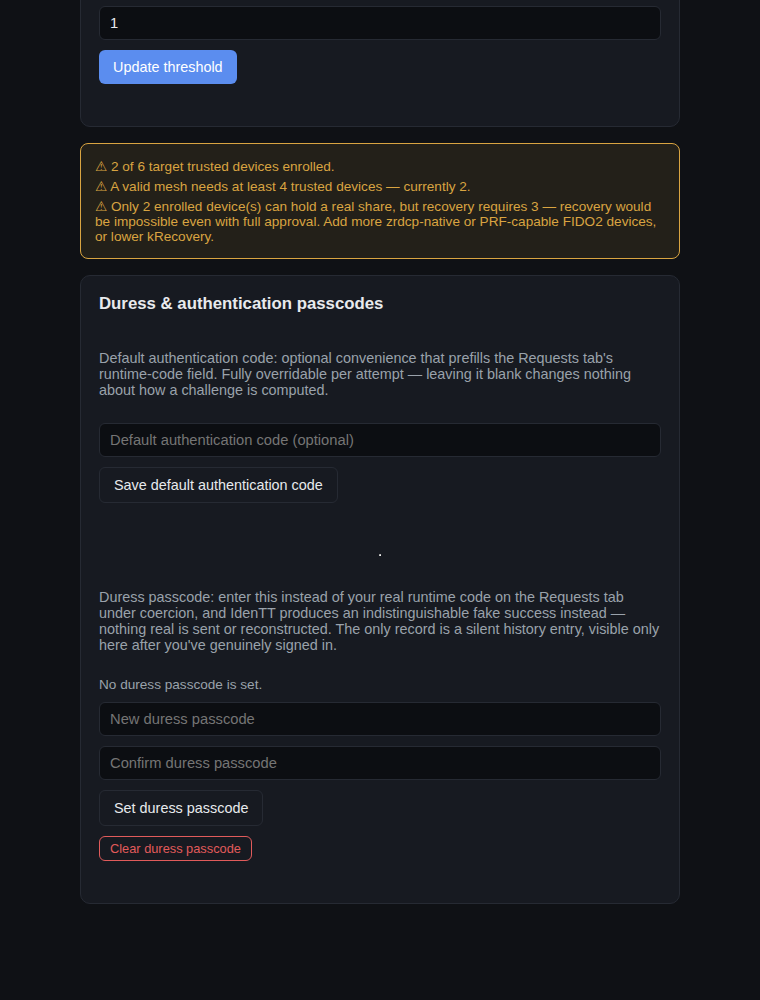 1
Update threshold
⚠ 2 of 6 target trusted devices enrolled.
⚠ A valid mesh needs at least 4 trusted devices — currently 2.
⚠ Only 2 enrolled device(s) can hold a real share, but recovery requires 3 — recovery would
be impossible even with full approval. Add more zrdcp-native or PRF-capable FIDO2 devices,
or lower kRecovery.
Duress & authentication passcodes
Default authentication code: optional convenience that prefills the Requests tab's
runtime-code field. Fully overridable per attempt — leaving it blank changes nothing
about how a challenge is computed.
Default authentication code (optional)
Save default authentication code
.
Duress passcode: enter this instead of your real runtime code on the Requests tab
under coercion, and IdenTT produces an indistinguishable fake success instead —
nothing real is sent or reconstructed. The only record is a silent history entry, visible only
here after you've genuinely signed in.
No duress passcode is set.
New duress passcode
Confirm duress passcode
Set duress passcode
Clear duress passcode